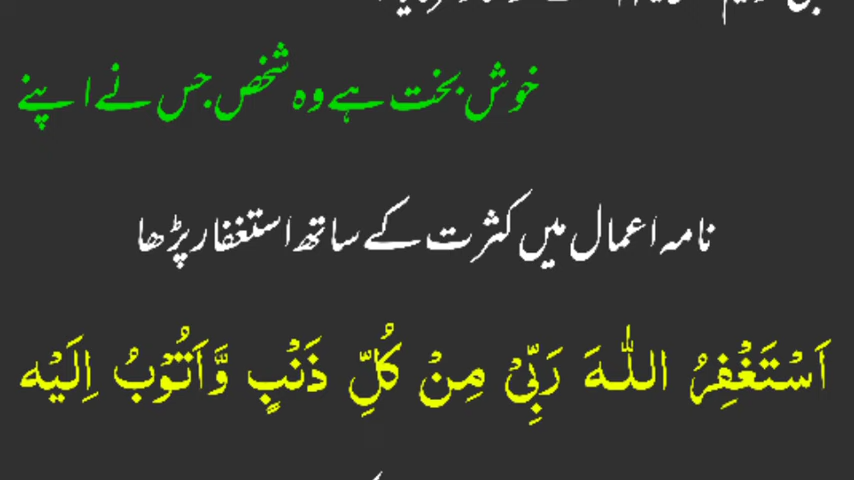 خوش بخت ہے وہ شخص جس نے اپنے
نامہ اعمال میں کثرت کے ساتھ استغفار پڑھا
اَسْتَغْفِرُ اللّٰهَ رَبِّیْ مِنْ کُلِّ ذَنْبٍ وَّاَتُوْبُ اِلَیْه